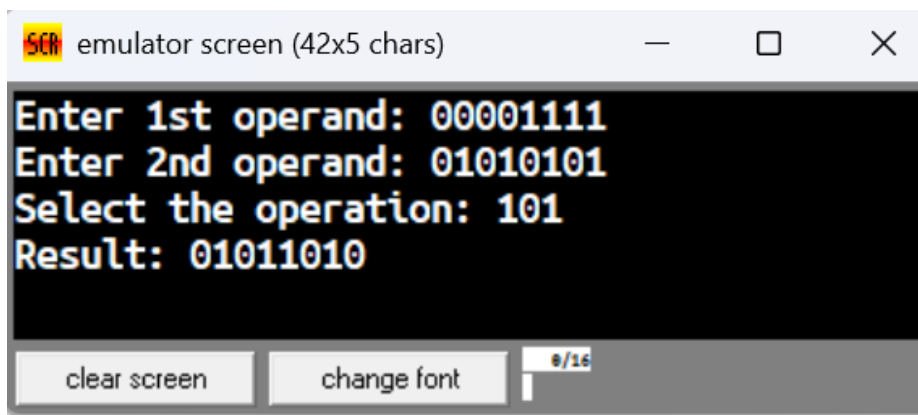 SCR emulator screen (42x5 chars)
Enter 1st operand: 00001111
Enter 2nd operand: 01010101
Select the operation: 101
Result: 01011010
clear screen
change font
0/16